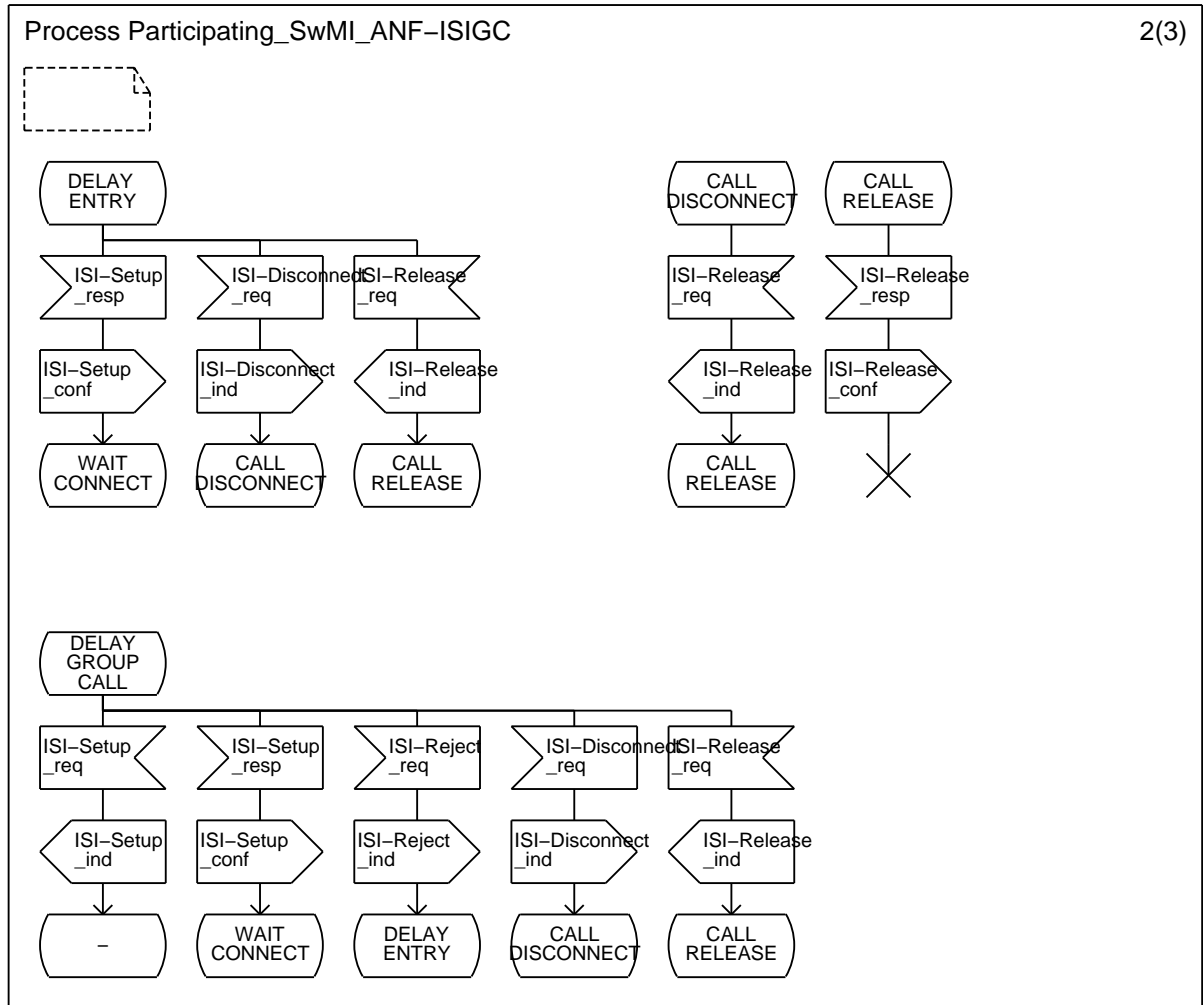 Process Participating_SwMI_ANF−ISIGC
2(3)
DELAY
ENTRY
CALL
DISCONNECT
CALL
RELEASE
ISI−Setup
_resp
ISI−Disconnect
_req
ISI−Release
_req
ISI−Release
_req
ISI−Release
_resp
ISI−Setup
_conf
ISI−Disconnect
_ind
ISI−Release
_ind
ISI−Release
_ind
ISI−Release
_conf
WAIT
CONNECT
CALL
DISCONNECT
CALL
RELEASE
CALL
RELEASE
DELAY
GROUP
CALL
ISI−Setup
_req
ISI−Setup
_resp
ISI−Reject
_req
ISI−Disconnect
_req
ISI−Release
_req
ISI−Setup
_ind
ISI−Setup
_conf
ISI−Reject
_ind
ISI−Disconnect
_ind
ISI−Release
_ind
−
WAIT
CONNECT
DELAY
ENTRY
CALL
DISCONNECT
CALL
RELEASE